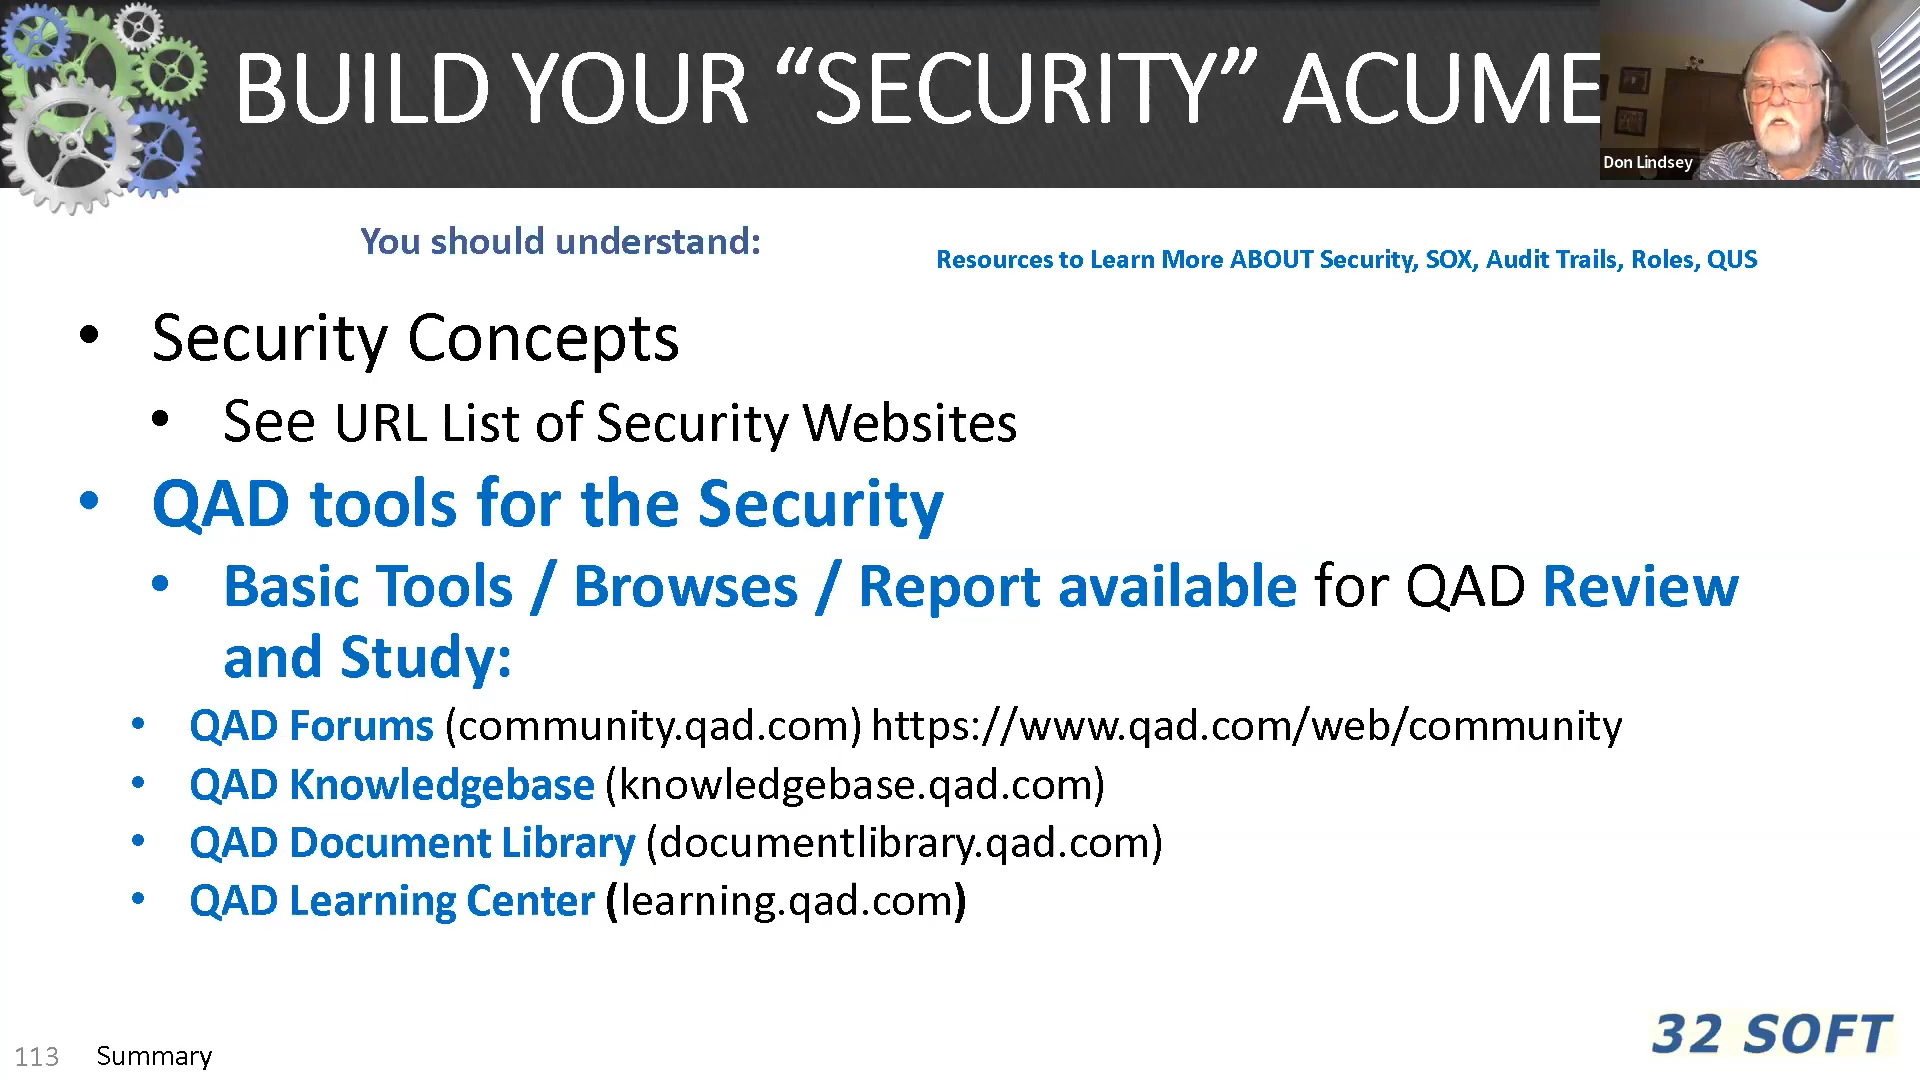 BUILD YOUR “SECURITY” ACUME
Don Lindsey
You should understand:
Resources to Learn More ABOUT Security, SOX, Audit Trails, Roles, QUS
• Security Concepts
• See URL List of Security Websites
• QAD tools for the Security
• Basic Tools / Browses / Report available for QAD Review
and Study:
• QAD Forums (community.qad.com) https://www.qad.com/web/community
• QAD Knowledgebase (knowledgebase.qad.com)
• QAD Document Library (documentlibrary.qad.com)
• QAD Learning Center (learning.qad.com)
32 SOFT
113 Summary